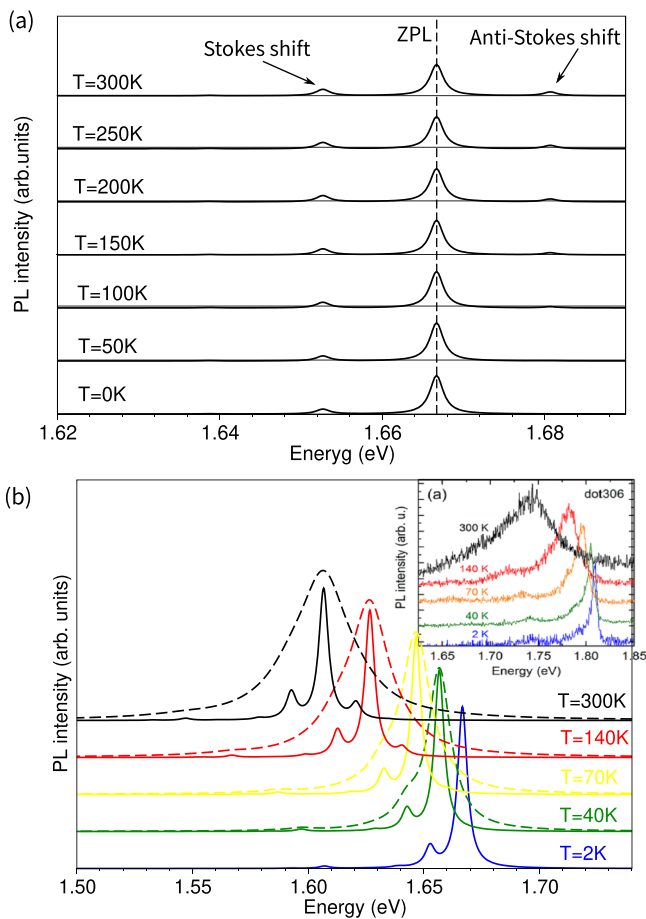 (a)
ZPL
Stokes shift
Anti-Stokes shift
T=300K
T=250K
T=200K
T=150K
T=100K
T=50K
T=0K
PL intensity (arb.units)
1.62 1.64 1.66 1.68
Eneryg (eV)
(b)
(a) dot306
300 K
140 K
70 K
40 K
2 K
PL intensity (arb. u.)
1.65 1.70 1.75 1.80 1.85
Energy (eV)
T=300K
T=140K
T=70K
T=40K
T=2K
PL intensity (arb. units)
1.50 1.55 1.60 1.65 1.70
Energy (eV)